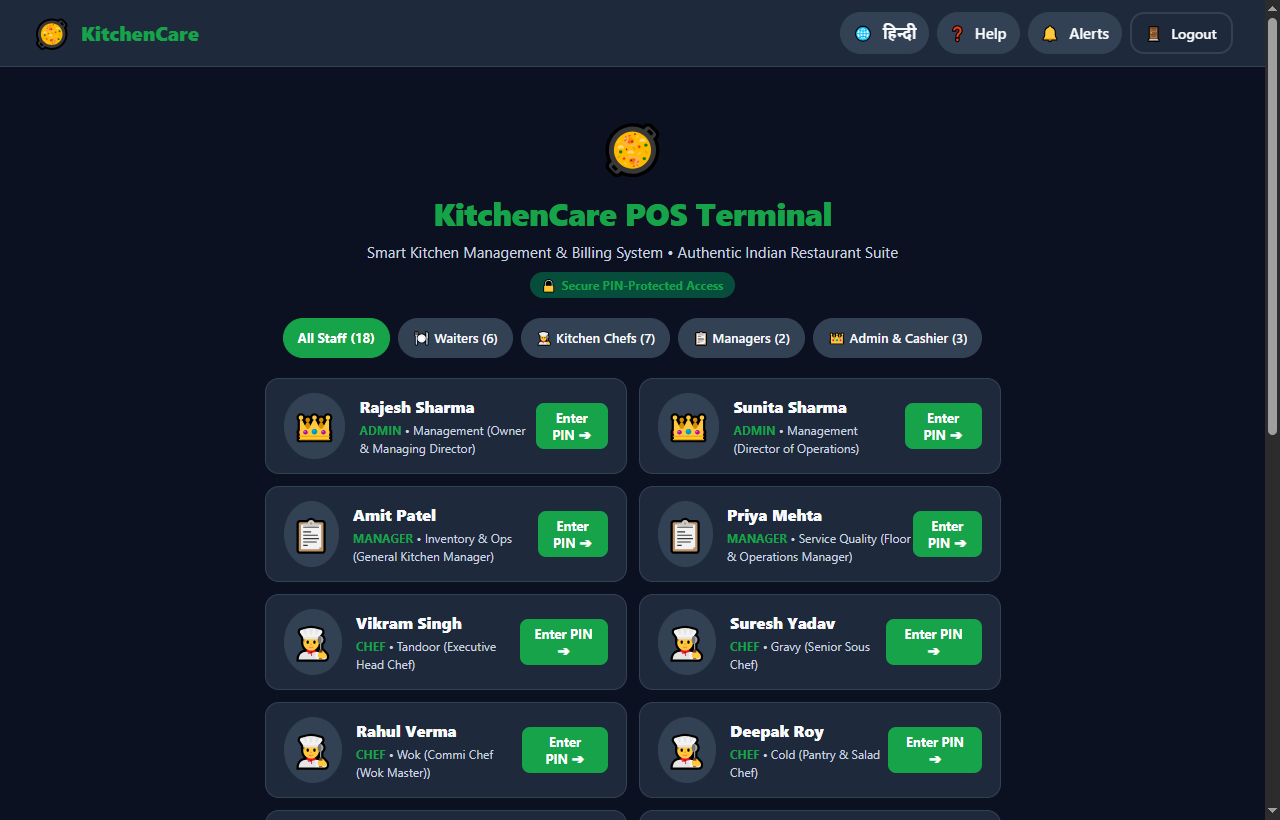 KitchenCare
हिन्दी
Help
Alerts
Logout
KitchenCare POS Terminal
Smart Kitchen Management & Billing System • Authentic Indian Restaurant Suite
Secure PIN-Protected Access
All Staff (18)
Waiters (6)
Kitchen Chefs (7)
Managers (2)
Admin & Cashier (3)
Rajesh Sharma
ADMIN • Management (Owner
& Managing Director)
Enter
PIN ➔
Sunita Sharma
ADMIN • Management
(Director of Operations)
Enter
PIN ➔
Amit Patel
MANAGER • Inventory & Ops
(General Kitchen Manager)
Enter
PIN ➔
Priya Mehta
MANAGER • Service Quality (Floor
& Operations Manager)
Enter
PIN ➔
Vikram Singh
CHEF • Tandoor (Executive
Head Chef)
Enter PIN
➔
Suresh Yadav
CHEF • Gravy (Senior Sous
Chef)
Enter PIN
➔
Rahul Verma
CHEF • Wok (Commi Chef
(Wok Master))
Enter
PIN ➔
Deepak Roy
CHEF • Cold (Pantry & Salad
Chef)
Enter PIN
➔